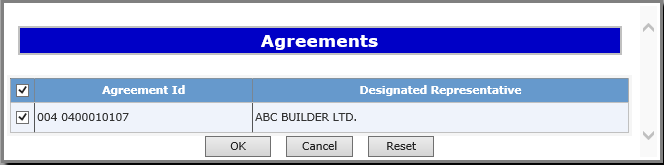 Agreements
Agreement Id Designated Representative
004 0400010107 ABC BUILDER LTD.
OK Cancel Reset